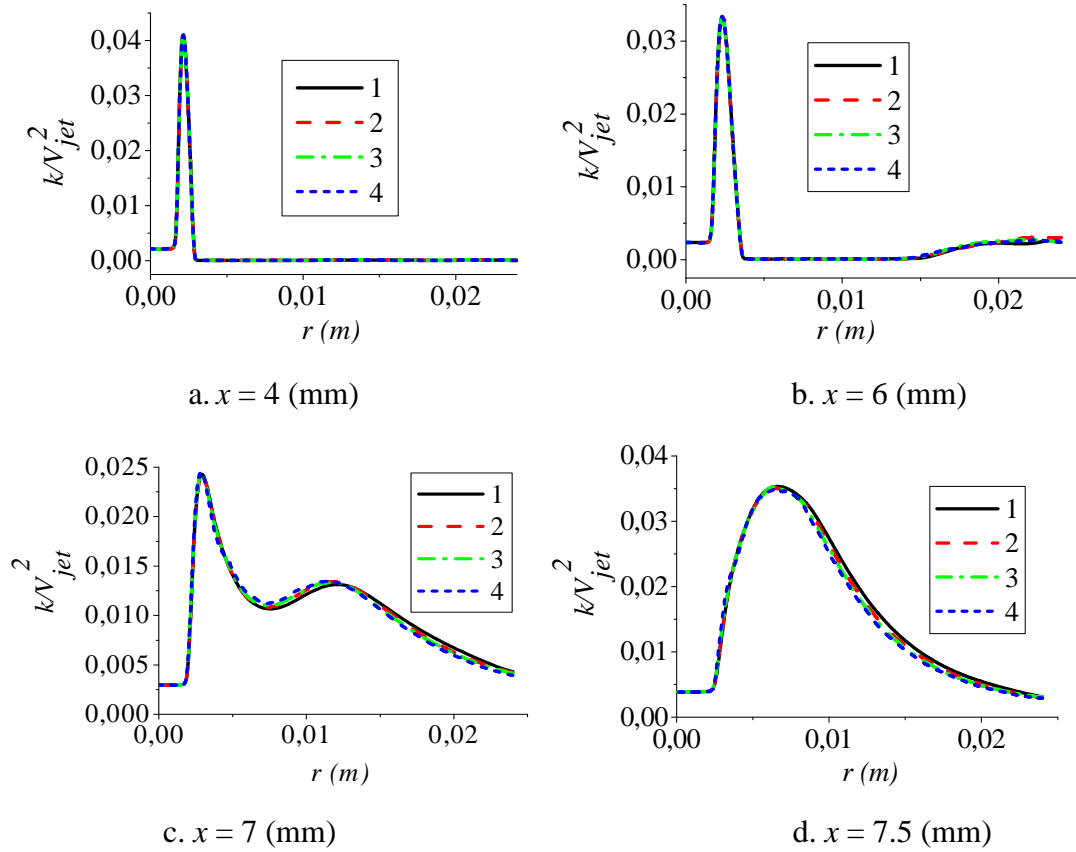 0,04
0,03
0,02
0,01
0,00
k/V²jet
1
2
3
4
0,00 0,01 0,02
r (m)
a. x = 4 (mm)
0,03
0,02
0,01
0,00
k/V²jet
1
2
3
4
0,00 0,01 0,02
r (m)
b. x = 6 (mm)
0,025
0,020
0,015
0,010
0,005
0,000
k/V²jet
1
2
3
4
0,00 0,01 0,02
r (m)
c. x = 7 (mm)
0,04
0,03
0,02
0,01
0,00
k/V²jet
1
2
3
4
0,00 0,01 0,02
r (m)
d. x = 7.5 (mm)